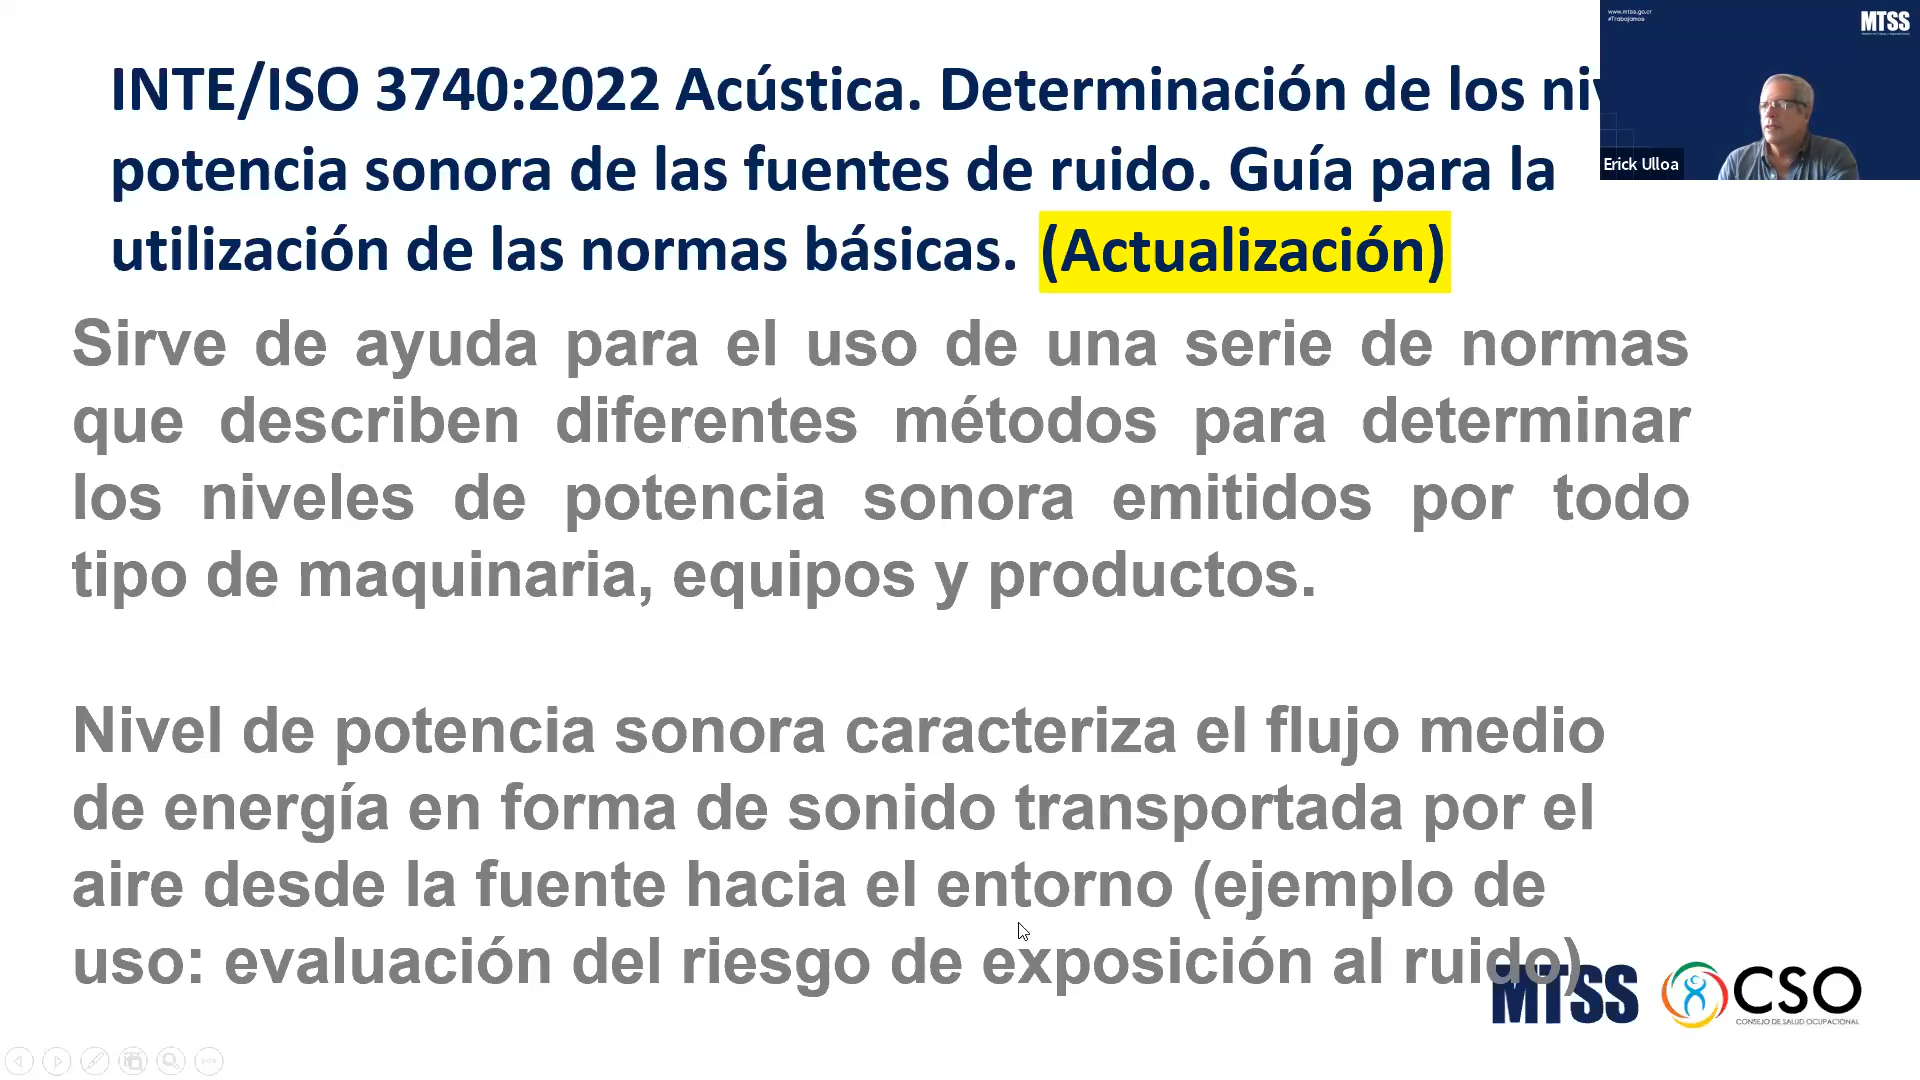 www.mtss.go.cr
#Trabajamos
MTSS
INTE/ISO 3740:2022 Acústica. Determinación de los
potencia sonora de las fuentes de ruido. Guía para la
utilización de las normas básicas. (Actualización)
Erick Ulloa
Sirve de ayuda para el uso de una serie de normas
que describen diferentes métodos para determinar
los niveles de potencia sonora emitidos por todo
tipo de maquinaria, equipos y productos.
Nivel de potencia sonora caracteriza el flujo medio
de energía en forma de sonido transportada por el
aire desde la fuente hacia el entorno (ejemplo de
uso: evaluación del riesgo de exposición al ruido)
MTSS
CSO
CONSEJO DE SALUD OCUPACIONAL